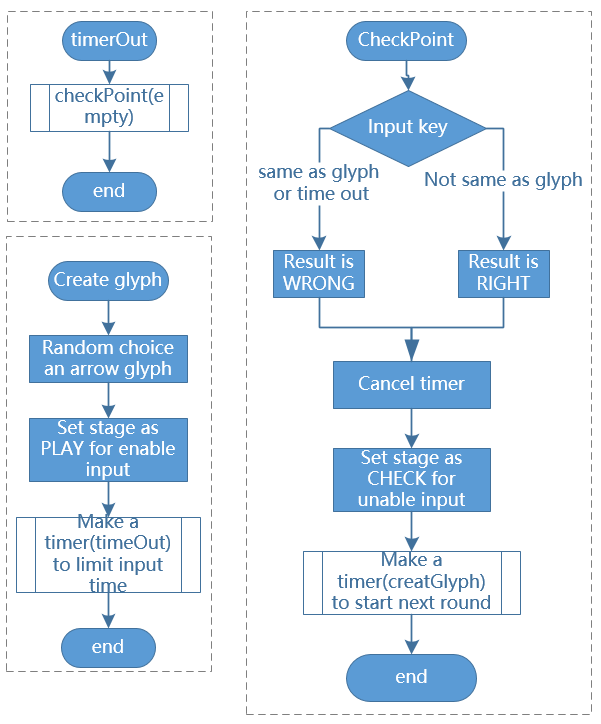 timerOut
checkPoint(e
mpty)
end
Create glyph
Random choice
an arrow glyph
Set stage as
PLAY for enable
input
Make a
timer(timeOut)
to limit input
time
end
CheckPoint
Input key
same as glyph
or time out
Not same as glyph
Result is
WRONG
Result is
RIGHT
Cancel timer
Set stage as
CHECK for
unable input
Make a
timer(creatGlyph)
to start next round
end